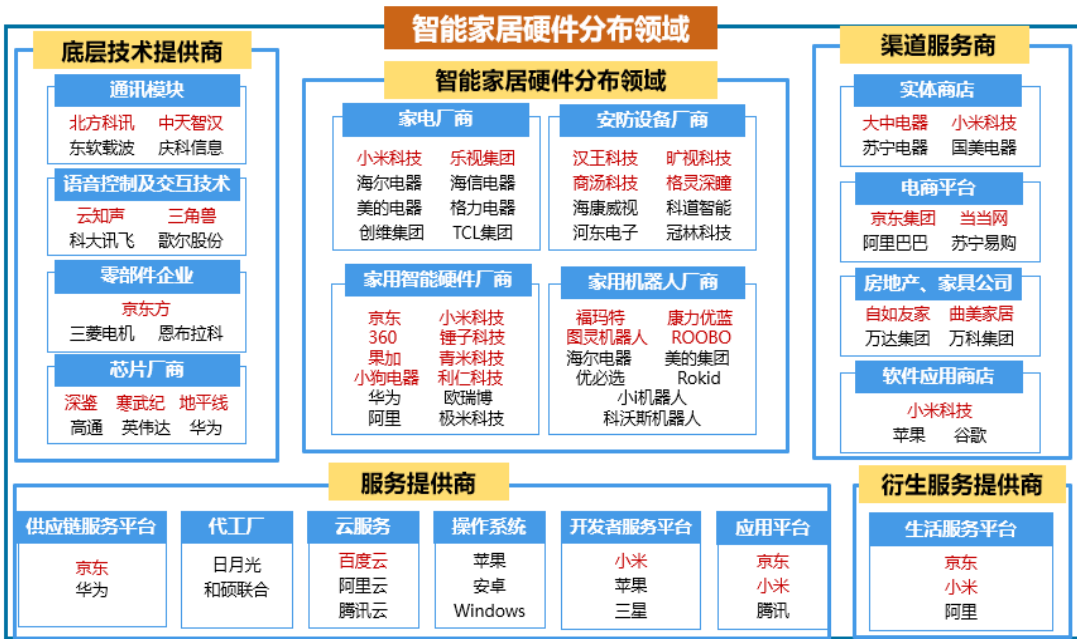 智能家居硬件分布领域
底层技术提供商
通讯模块
北方科讯 中天智汉
东软载波 庆科信息
语音控制及交互技术
云知声 三角兽
科大讯飞 歌尔股份
零部件企业
京东方
三菱电机 恩布拉科
芯片厂商
深鉴 寒武纪 地平线
高通 英伟达 华为
智能家居硬件分布领域
家电厂商
小米科技 乐视集团
海尔电器 海信电器
美的电器 格力电器
创维集团 TCL集团
安防设备厂商
汉王科技 旷视科技
商汤科技 格灵深瞳
海康威视 科道智能
河东电子 冠林科技
家用智能硬件厂商
京东 小米科技
360 锤子科技
果加 青米科技
小狗电器 利仁科技
华为 欧瑞博
阿里 极米科技
家用机器人厂商
福玛特 康力优蓝
图灵机器人 ROOBO
海尔电器 美的集团
优必选 Rokid
小i机器人
科沃斯机器人
渠道服务商
实体商店
大中电器 小米科技
苏宁电器 国美电器
电商平台
京东集团 当当网
阿里巴巴 苏宁易购
房地产、家具公司
自如友家 曲美家居
万达集团 万科集团
软件应用商店
小米科技
苹果 谷歌
服务提供商
供应链服务平台
京东
华为
代工厂
日月光
和硕联合
云服务
百度云
阿里云
腾讯云
操作系统
苹果
安卓
Windows
开发者服务平台
小米
苹果
三星
应用平台
京东
小米
腾讯
衍生服务提供商
生活服务平台
京东
小米
阿里